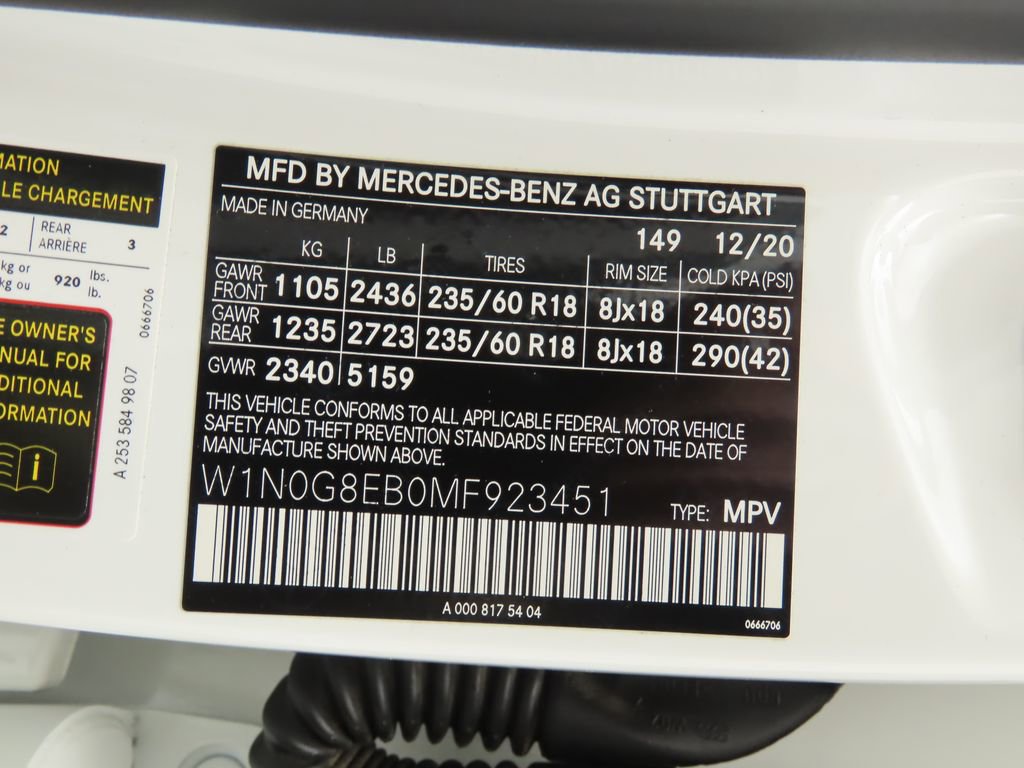 MATION
LE CHARGEMENT
2 REAR ARRIÈRE 3
kg or
kg ou 920 lbs.
lb.
E OWNER'S
NUAL FOR
DITIONAL
ORMATION
i
0666706
A 253 584 98 07
MFD BY MERCEDES-BENZ AG STUTTGART
MADE IN GERMANY
149 12/20
KG LB TIRES RIM SIZE COLD KPA(PSI)
GAWR FRONT 1105 2436 235/60 R18 8Jx18 240(35)
GAWR REAR 1235 2723 235/60 R18 8Jx18 290(42)
GVWR 2340 5159
THIS VEHICLE CONFORMS TO ALL APPLICABLE FEDERAL MOTOR VEHICLE
SAFETY AND THEFT PREVENTION STANDARDS IN EFFECT ON THE DATE OF
MANUFACTURE SHOWN ABOVE.
W1N0G8EB0MF923451
TYPE: MPV
A 000 817 54 04
0666706